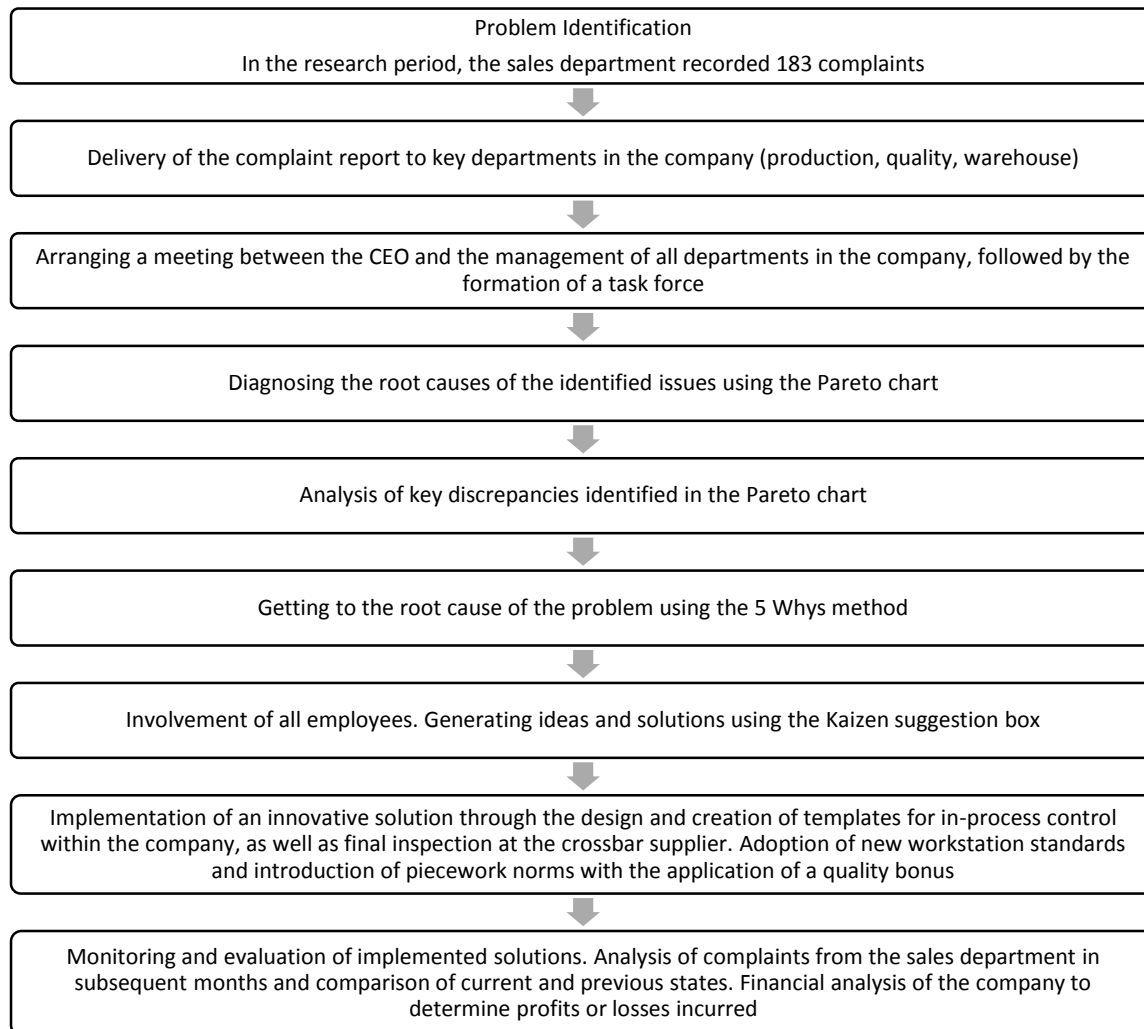 Problem Identification
In the research period, the sales department recorded 183 complaints
Delivery of the complaint report to key departments in the company (production, quality, warehouse)
Arranging a meeting between the CEO and the management of all departments in the company, followed by the
formation of a task force
Diagnosing the root causes of the identified issues using the Pareto chart
Analysis of key discrepancies identified in the Pareto chart
Getting to the root cause of the problem using the 5 Whys method
Involvement of all employees. Generating ideas and solutions using the Kaizen suggestion box
Implementation of an innovative solution through the design and creation of templates for in-process control
within the company, as well as final inspection at the crossbar supplier. Adoption of new workstation standards
and introduction of piecework norms with the application of a quality bonus
Monitoring and evaluation of implemented solutions. Analysis of complaints from the sales department in
subsequent months and comparison of current and previous states. Financial analysis of the company to
determine profits or losses incurred